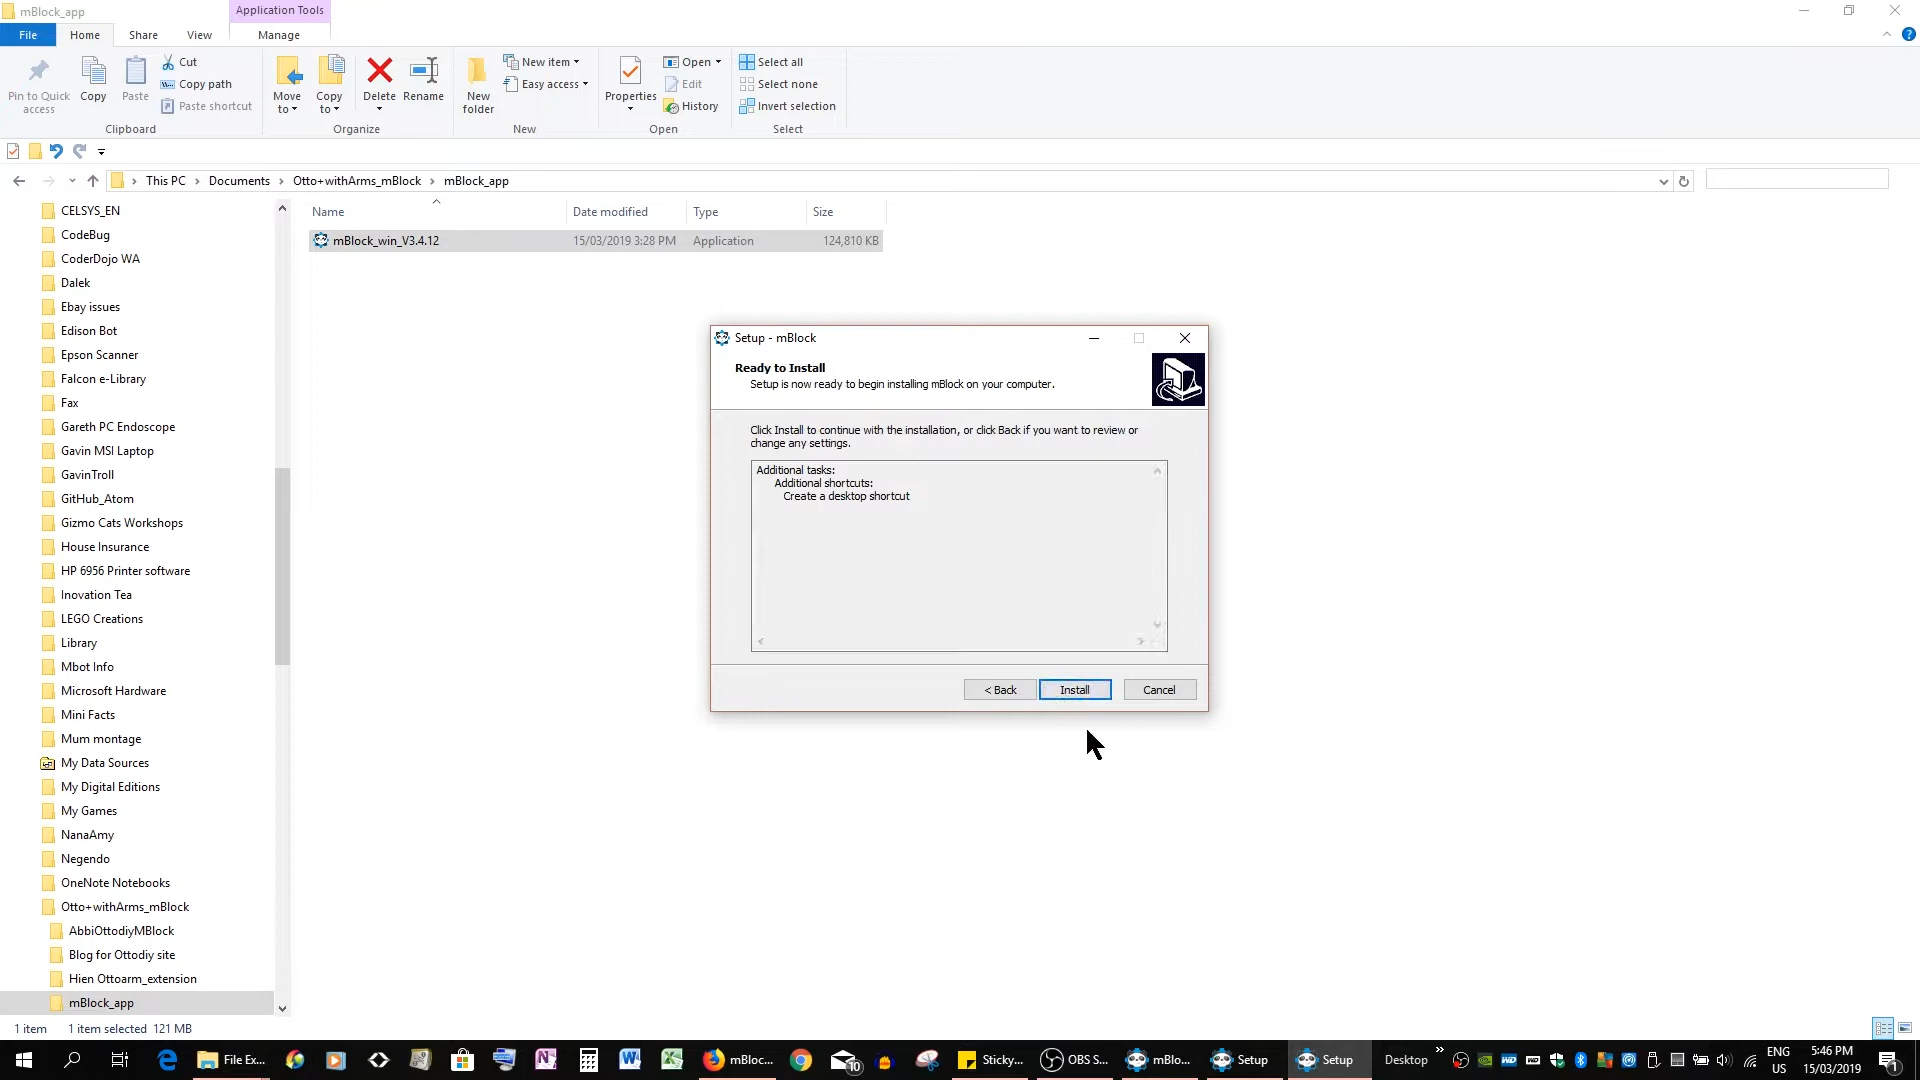 mBlock_app
Application Tools
File
Home
Share
View
Manage
Pin to Quick
access
Copy
Paste
Cut
Copy path
Paste shortcut
Clipboard
Move
to
Copy
to
Delete
Rename
Organize
New
folder
New item
Easy access
New
Properties
Open
Edit
History
Open
Select all
Select none
Invert selection
Select
This PC
Documents
Otto+withArms_mBlock
mBlock_app
Name
Date modified
Type
Size
mBlock_win_V3.4.12
15/03/2019 3:28 PM
Application
124,810 KB
CELSYS_EN
CodeBug
CoderDojo WA
Dalek
Ebay issues
Edison Bot
Epson Scanner
Falcon e-Library
Fax
Gareth PC Endoscope
Gavin MSI Laptop
GavinTroll
GitHub_Atom
Gizmo Cats Workshops
House Insurance
HP 6956 Printer software
Inovation Tea
LEGO Creations
Library
Mbot Info
Microsoft Hardware
Mini Facts
Mum montage
My Data Sources
My Digital Editions
My Games
NanaAmy
Negendo
OneNote Notebooks
Otto+withArms_mBlock
AbbiOttodiyMBlock
Blog for Ottodiy site
Hien Ottoarm_extension
mBlock_app
Setup - mBlock
Ready to Install
Setup is now ready to begin installing mBlock on your computer.
Click Install to continue with the installation, or click Back if you want to review or
change any settings.
Additional tasks:
Additional shortcuts:
Create a desktop shortcut
< Back
Install
Cancel
1 item
1 item selected 121 MB
File Ex...
mBloc...
10
Sticky...
OBS S...
mBlo...
Setup
Setup
Desktop
ENG
US
5:46 PM
15/03/2019
1